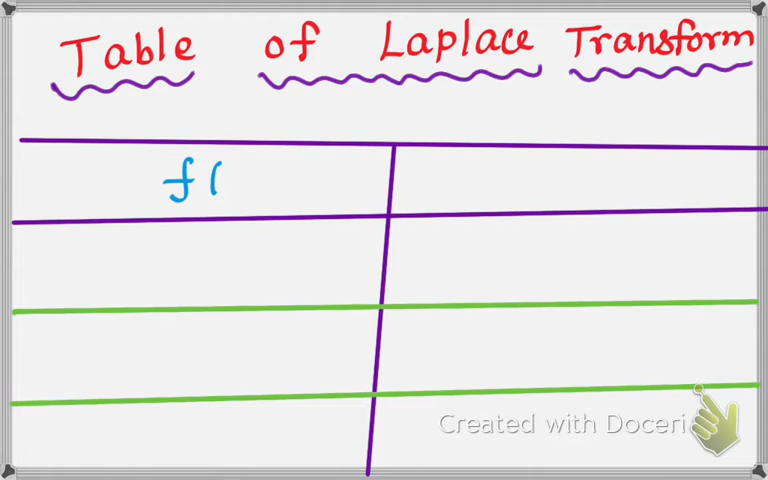 Table of Laplace Transform
f(
Created with Doceri